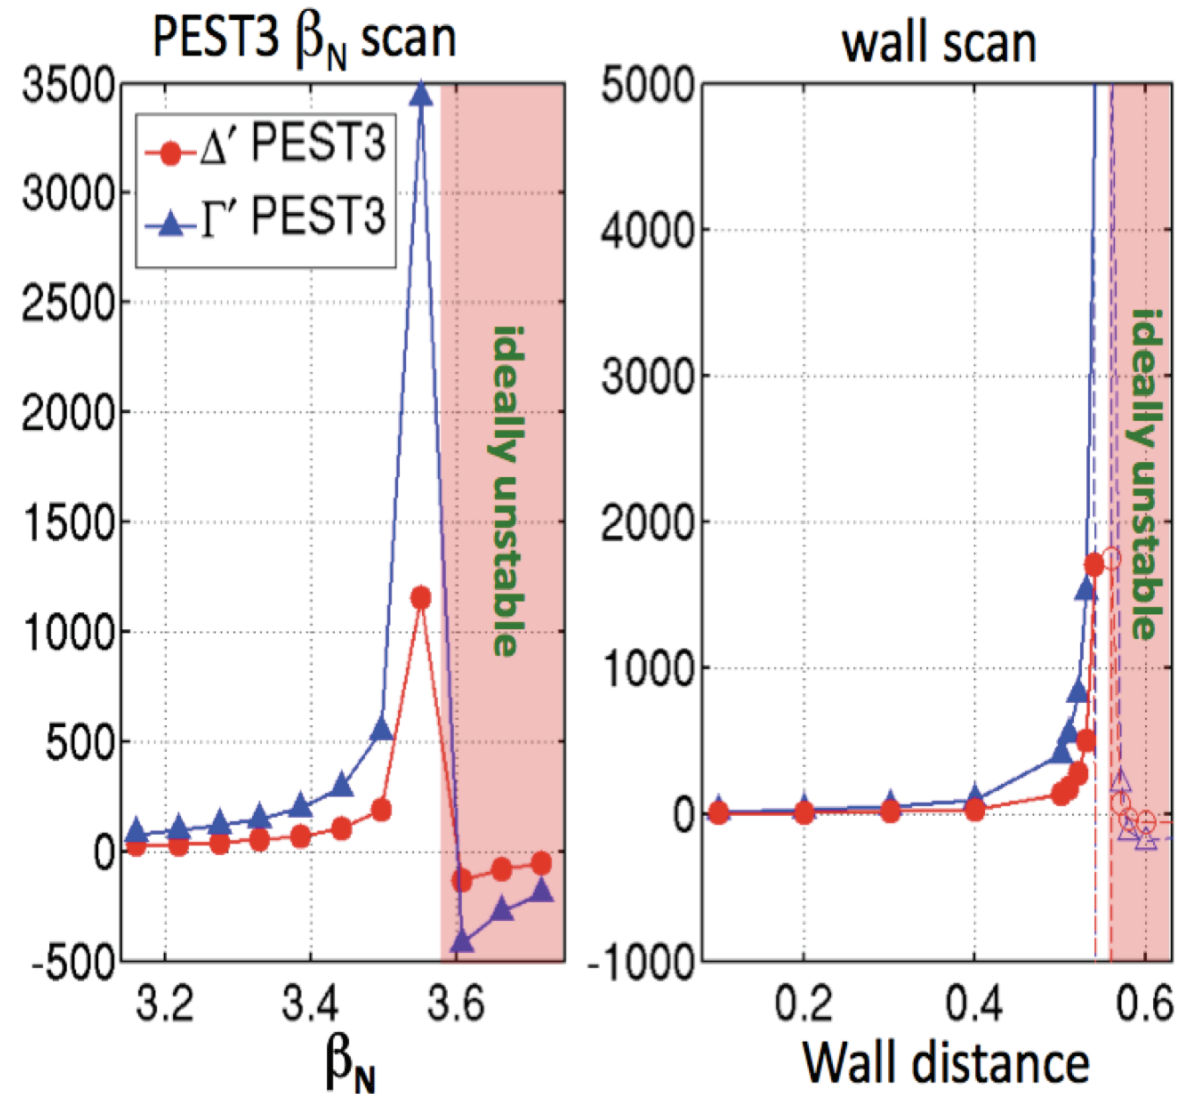 PEST3 βN scan
3500
3000
2500
2000
1500
1000
500
0
-500
Δ′ PEST3
Γ′ PEST3
ideally unstable
3.2 3.4 3.6
βN
wall scan
5000
4000
3000
2000
1000
0
-1000
ideally unstable
0.2 0.4 0.6
Wall distance